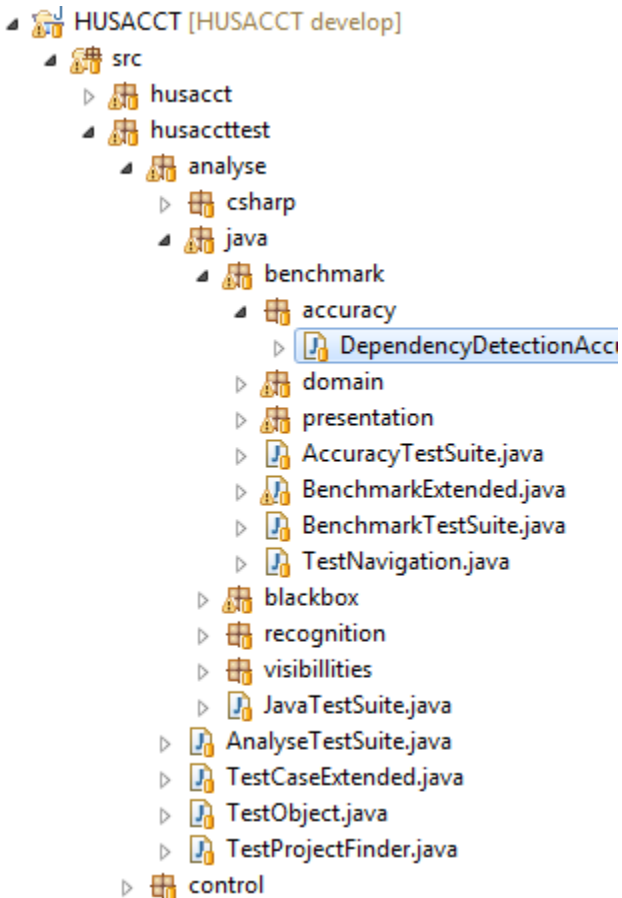 HUSACCT [HUSACCT develop]
src
husacct
husaccttest
analyse
csharp
java
benchmark
accuracy
DependencyDetectionAcc
domain
presentation
AccuracyTestSuite.java
BenchmarkExtended.java
BenchmarkTestSuite.java
TestNavigation.java
blackbox
recognition
visibillities
JavaTestSuite.java
AnalyseTestSuite.java
TestCaseExtended.java
TestObject.java
TestProjectFinder.java
control